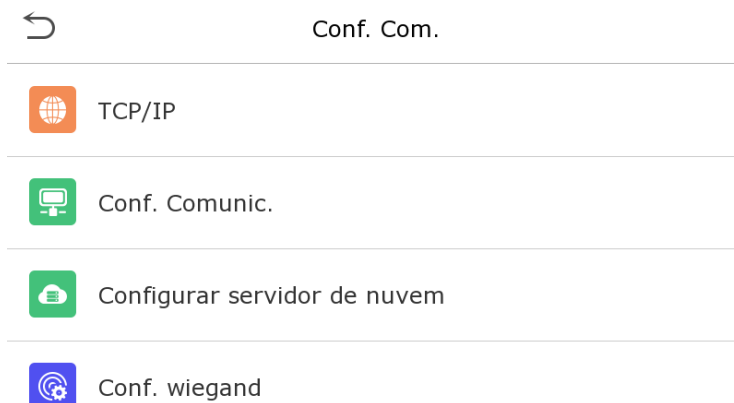 Conf. Com.
TCP/IP
Conf. Comunic.
Configurar servidor de nuvem
Conf. wiegand